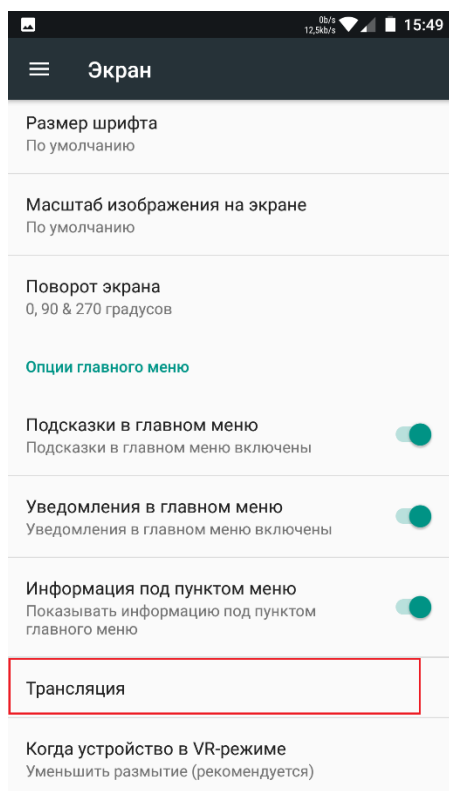 0b/s
12,5kb/s
15:49
Экран
Размер шрифта
По умолчанию
Масштаб изображения на экране
По умолчанию
Поворот экрана
0, 90 & 270 градусов
Опции главного меню
Подсказки в главном меню
Подсказки в главном меню включены
Уведомления в главном меню
Уведомления в главном меню включены
Информация под пунктом меню
Показывать информацию под пунктом
главного меню
Трансляция
Когда устройство в VR-режиме
Уменьшить размытие (рекомендуется)